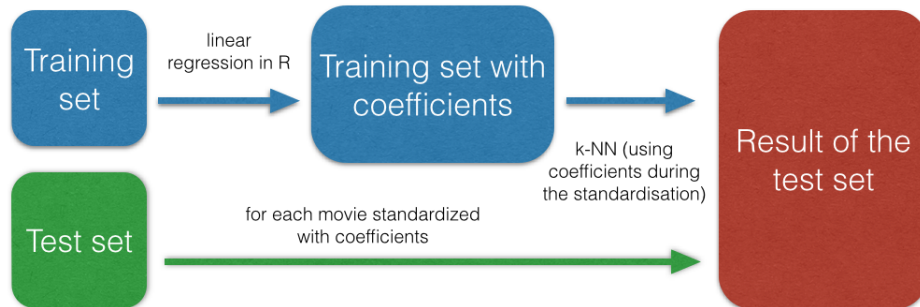 Training
set
linear
regression in R
Training set with
coefficients
k-NN (using
coefficients during
the standardisation)
Result of the
test set
Test set
for each movie standardized
with coefficients